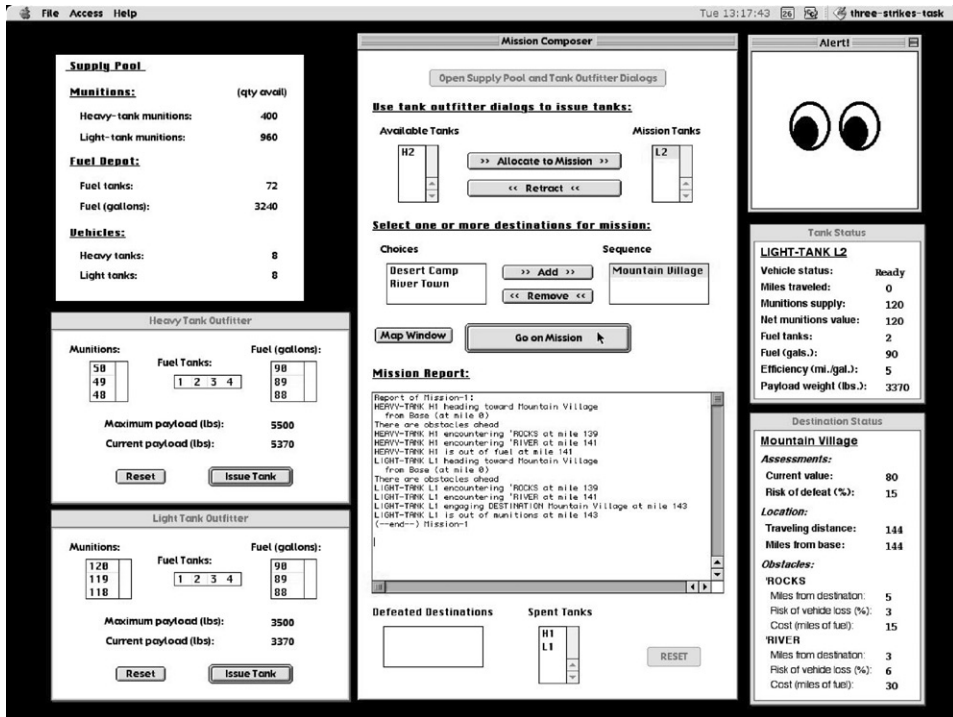 File Access Help
Tue 13:17:43 26 three-strikes-task
Supply Pool
Munitions: (qty avail)
Heavy-tank munitions: 400
Light-tank munitions: 960
Fuel Depot:
Fuel tanks: 72
Fuel (gallons): 3240
Vehicles:
Heavy tanks: 8
Light tanks: 8
Heavy Tank Outfitter
Munitions: Fuel Tanks: Fuel (gallons):
50 1 2 3 4 90
49 89
48 88
Maximum payload (lbs): 5500
Current payload (lbs): 5370
Reset Issue Tank
Light Tank Outfitter
Munitions: Fuel Tanks: Fuel (gallons):
120 1 2 3 4 90
119 89
118 88
Maximum payload (lbs): 3500
Current payload (lbs): 3370
Reset Issue Tank
Mission Composer
Open Supply Pool and Tank Outfitter Dialogs
Use tank outfitter dialogs to issue tanks:
Available Tanks Mission Tanks
H2 >> Allocate to Mission >> L2
<< Retract <<
Select one or more destinations for mission:
Choices Sequence
Desert Camp >> Add >> Mountain Village
River Town << Remove <<
Map Window Go on Mission
Mission Report:
Report of Mission-1:
HEAVY-TANK H1 heading toward Mountain Village
from Base (at mile 0)
There are obstacles ahead
HEAVY-TANK H1 encountering 'ROCKS at mile 139
HEAVY-TANK H1 encountering 'RIVER at mile 141
HEAVY-TANK H1 is out of fuel at mile 141
LIGHT-TANK L1 heading toward Mountain Village
from Base (at mile 0)
There are obstacles ahead
LIGHT-TANK L1 encountering 'ROCKS at mile 139
LIGHT-TANK L1 encountering 'RIVER at mile 141
LIGHT-TANK L1 engaging DESTINATION Mountain Village at mile 143
LIGHT-TANK L1 is out of munitions at mile 143
(--end--) Mission-1
Defeated Destinations Spent Tanks
H1
L1
RESET
Alert!
Tank Status
LIGHT-TANK L2
Vehicle status: Ready
Miles traveled: 0
Munitions supply: 120
Net munitions value: 120
Fuel tanks: 2
Fuel (gals.): 90
Efficiency (mi./gal.): 5
Payload weight (lbs.): 3370
Destination Status
Mountain Village
Assessments:
Current value: 80
Risk of defeat (%): 15
Location:
Traveling distance: 144
Miles from base: 144
Obstacles:
'ROCKS
Miles from destination: 5
Risk of vehicle loss (%): 3
Cost (miles of fuel): 15
'RIVER
Miles from destination: 3
Risk of vehicle loss (%): 6
Cost (miles of fuel): 30